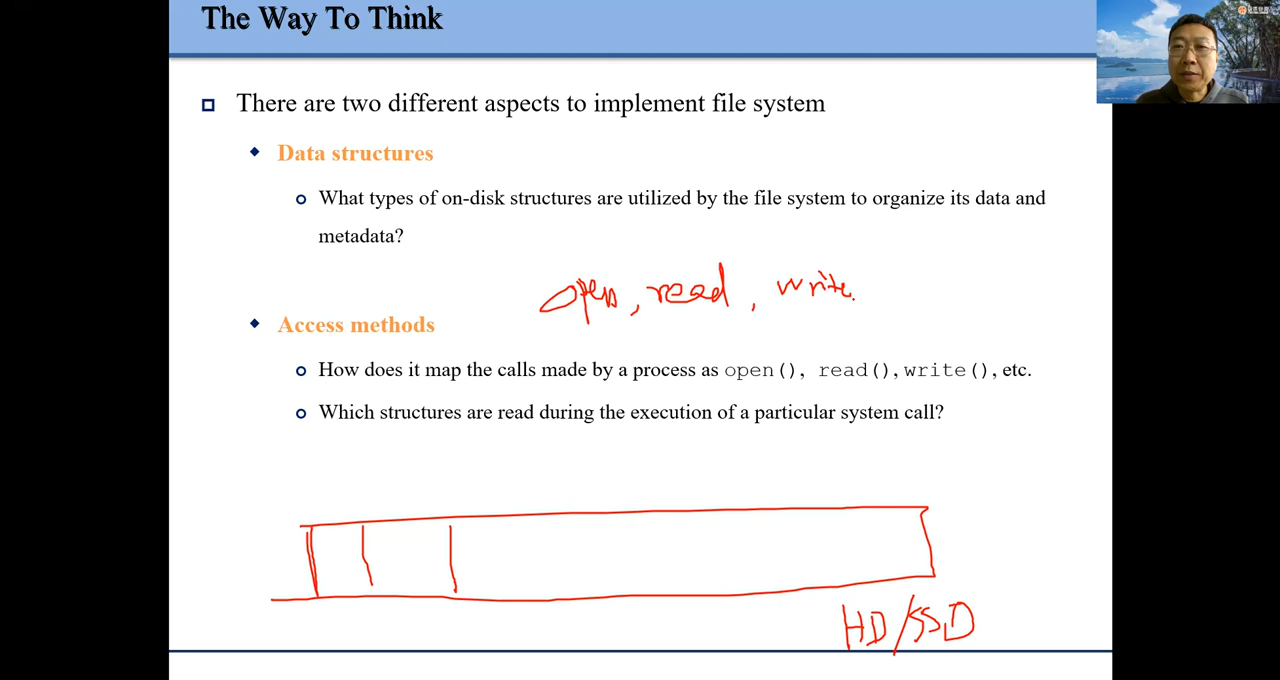 The Way To Think
There are two different aspects to implement file system
Data structures
What types of on-disk structures are utilized by the file system to organize its data and
metadata?
open, read, write.
Access methods
How does it map the calls made by a process as open(), read(), write(), etc.
Which structures are read during the execution of a particular system call?
HD/SSD